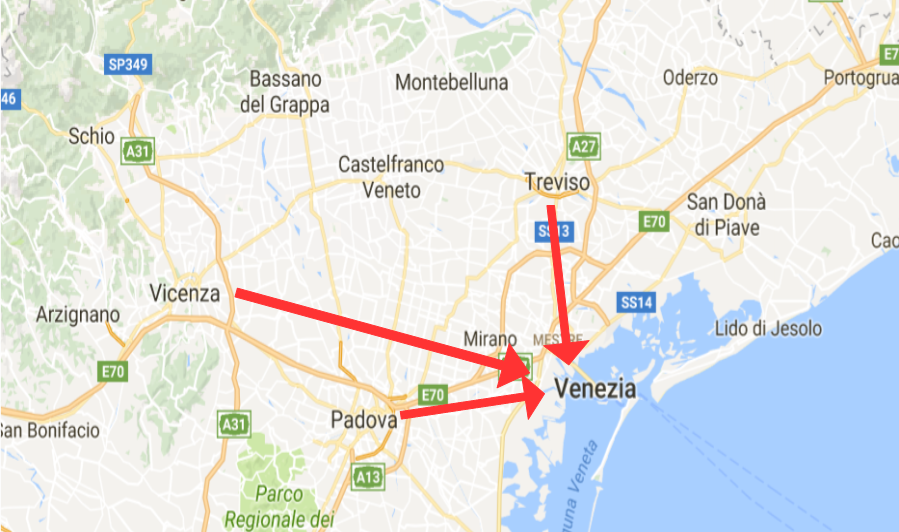 SP349
E7
46
Bassano
del Grappa
Montebelluna
Oderzo
Portogrua
Schio
A31
A27
Castelfranco
Veneto
Treviso
San Donà
di Piave
E70
SS13
Cao
Vicenza
Arzignano
SS14
Lido di Jesolo
Mirano
MESTRE
E70
Venezia
E70
Padova
A31
San Bonifacio
A13
una Veneta
Parco
Regionale dei